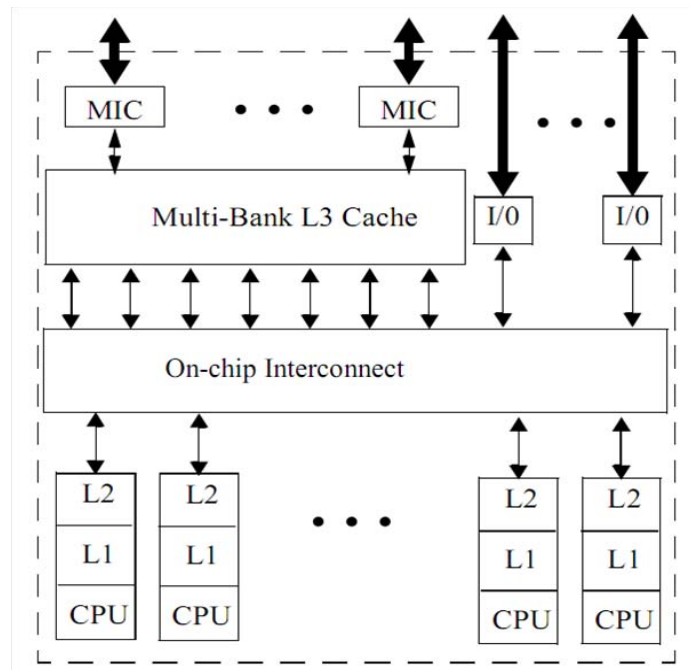 MIC
MIC
Multi-Bank L3 Cache
I/0
I/0
On-chip Interconnect
L2
L1
CPU
L2
L1
CPU
L2
L1
CPU
L2
L1
CPU